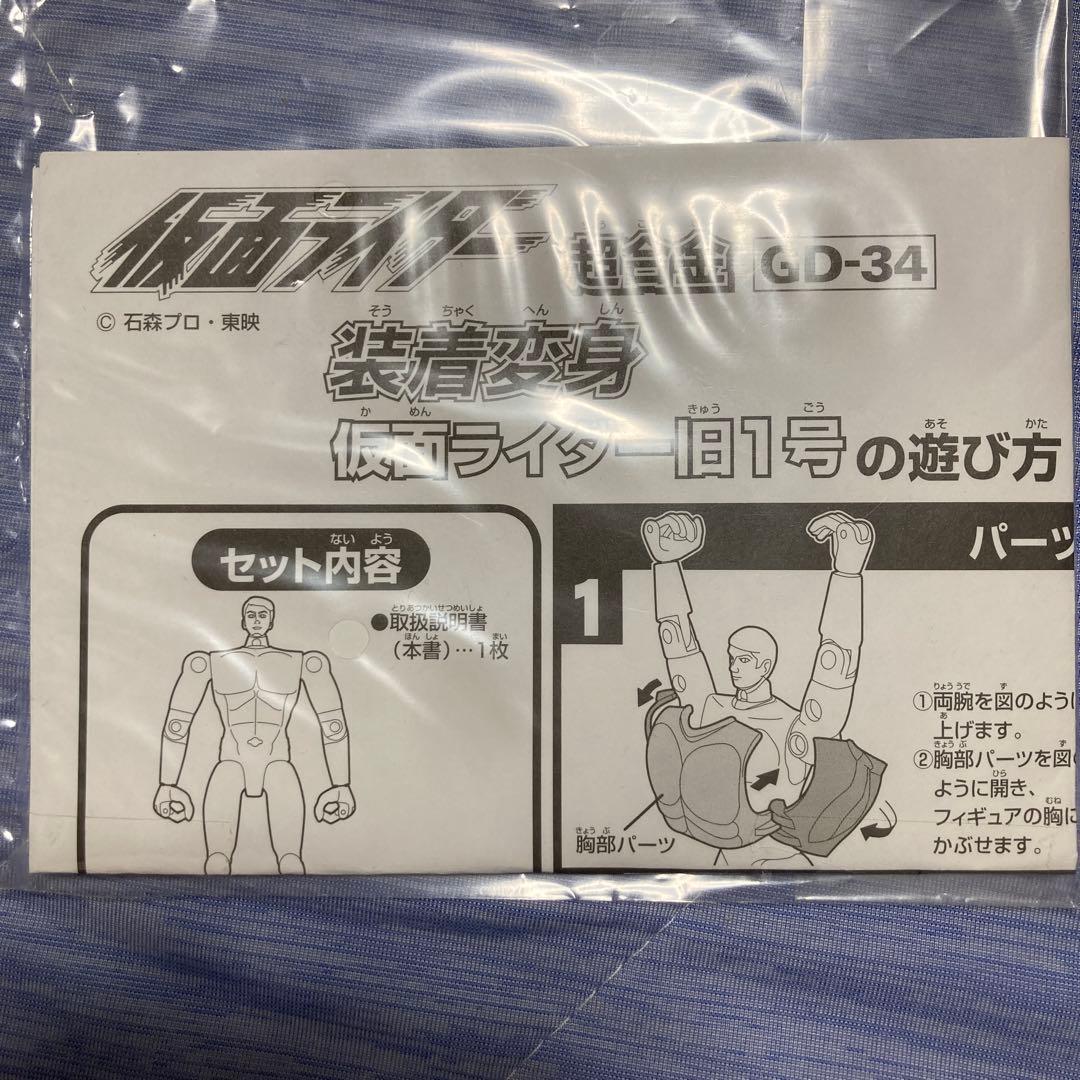 仮面ライダー 超合金 GD-34
© 石森プロ・東映
そう ちゃく へん しん
装着変身
か めん きゅう ごう あそ かた
仮面ライダー旧1号の遊び方
ない よう
セット内容
とりあつかいせつめいしょ
●取扱説明書
ほん しょ まい
(本書)…1枚
パーツ
1
りょううで ず
①両腕を図のように
あ
上げます。
きょう ぶ ず
②胸部パーツを図の
ひら
ように開き、
むね
フィギュアの胸に
かぶせます。
きょう ぶ
胸部パーツ